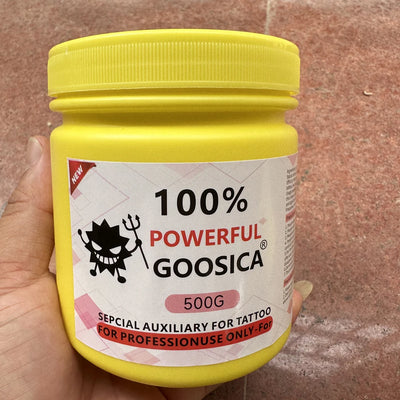 NEW
100%
POWERFUL
GOOSICA®
500G
SEPCIAL AUXILIARY FOR TATTOO
FOR PROFESSIONUSE ONLY-For